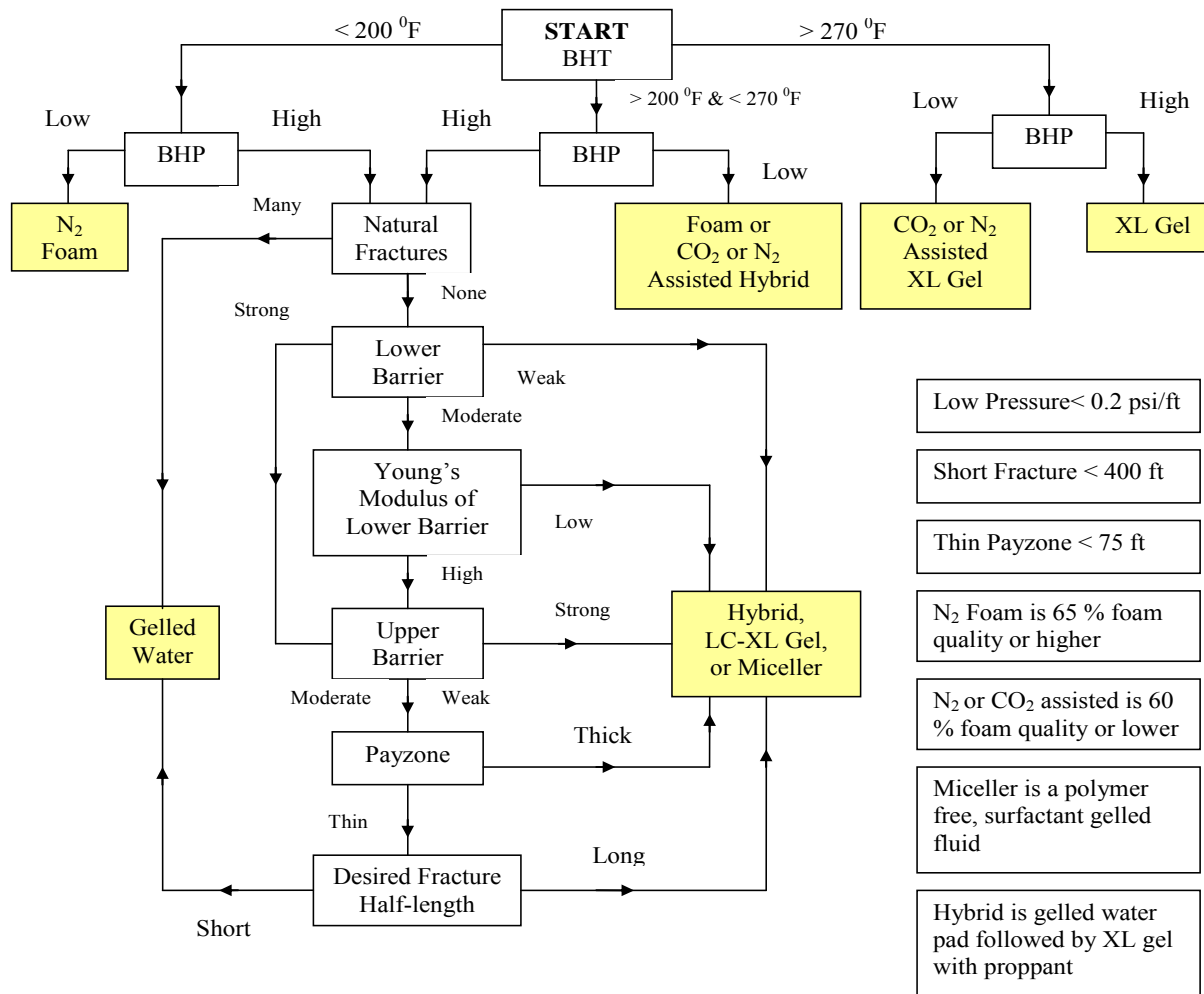 < 200 ⁰F
START
BHT
> 270 ⁰F
> 200 ⁰F & < 270 ⁰F
Low
High
BHP
High
BHP
Low
Low
High
BHP
N₂
Foam
Many
Natural
Fractures
Foam or
CO₂ or N₂
Assisted Hybrid
CO₂ or N₂
Assisted
XL Gel
XL Gel
None
Strong
Lower
Barrier
Weak
Moderate
Young's
Modulus of
Lower Barrier
Low
High
Gelled
Water
Upper
Barrier
Strong
Hybrid,
LC-XL Gel,
or Miceller
Moderate
Weak
Payzone
Thick
Thin
Desired Fracture
Half-length
Long
Short
Low Pressure< 0.2 psi/ft
Short Fracture < 400 ft
Thin Payzone < 75 ft
N₂ Foam is 65 % foam
quality or higher
N₂ or CO₂ assisted is 60
% foam quality or lower
Miceller is a polymer
free, surfactant gelled
fluid
Hybrid is gelled water
pad followed by XL gel
with proppant